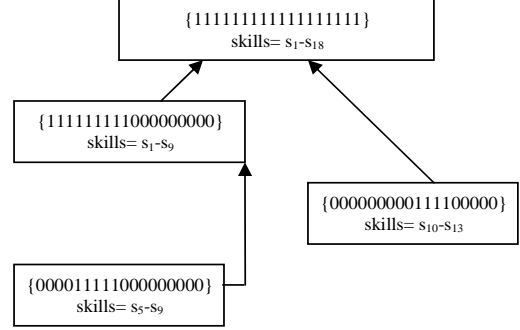 {111111111111111111}
skills= s₁-s₁₈
{111111111000000000}
skills= s₁-s₉
{000000000111100000}
skills= s₁₀-s₁₃
{000011111000000000}
skills= s₅-s₉